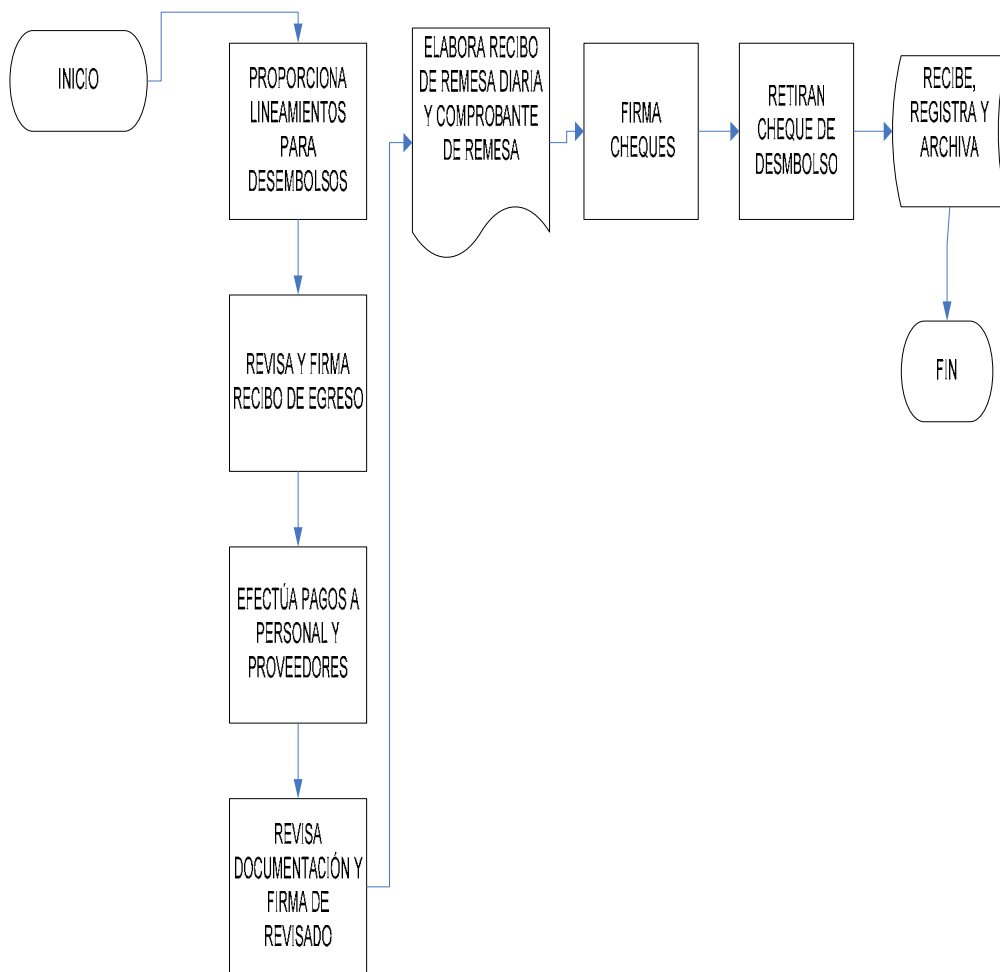 INICIO
PROPORCIONA
LINEAMIENTOS
PARA
DESEMBOLSOS
REVISA Y FIRMA
RECIBO DE EGRESO
EFECTÚA PAGOS A
PERSONAL Y
PROVEEDORES
REVISA
DOCUMENTACIÓN Y
FIRMA DE
REVISADO
ELABORA RECIBO
DE REMESA DIARIA
Y COMPROBANTE
DE REMESA
FIRMA
CHEQUES
RETIRAN
CHEQUE DE
DESMBOLSO
RECIBE,
REGISTRA Y
ARCHIVA
FIN